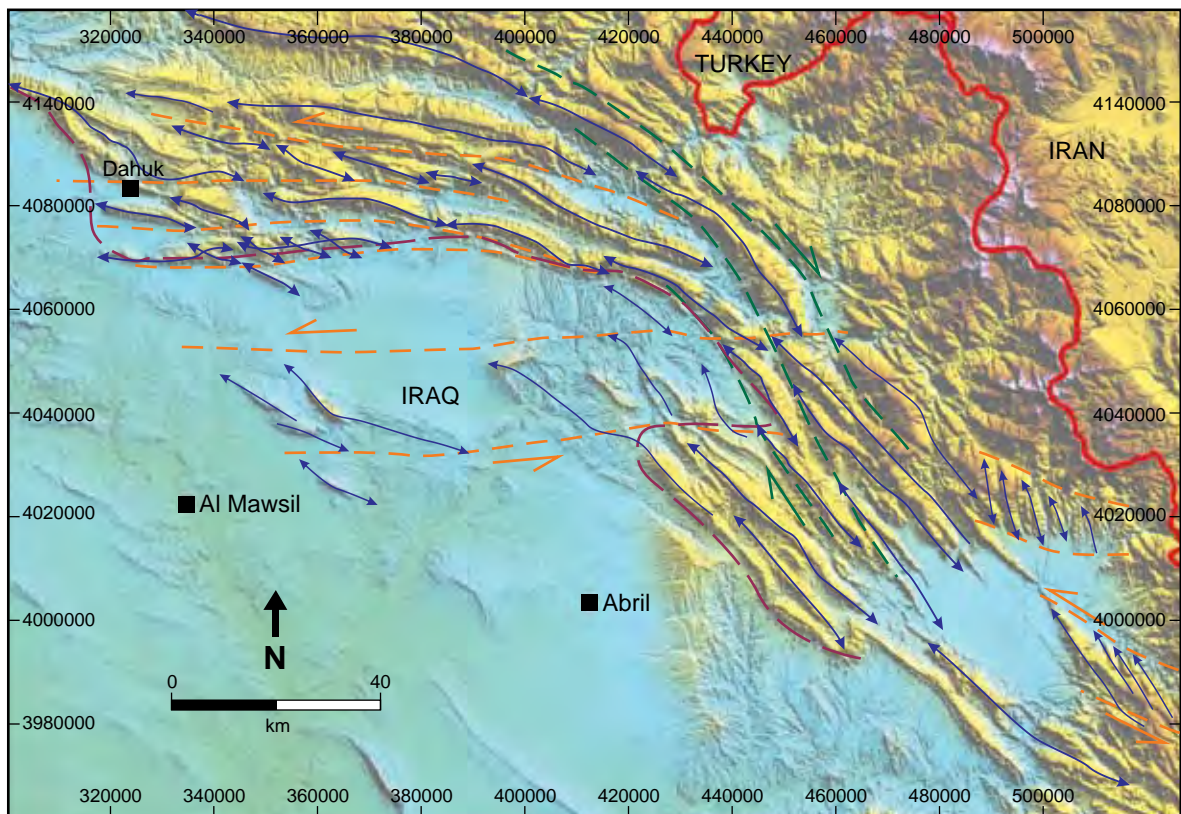 320000 340000 360000 380000 400000 420000 440000 460000 480000 500000
TURKEY
4140000 4140000
IRAN
Dahuk
4080000 4080000
4060000 4060000
IRAQ
4040000 4040000
Al Mawsil
4020000 4020000
Abril
4000000 4000000
N
0 40
km
3980000 3980000
320000 340000 360000 380000 400000 420000 440000 460000 480000 500000